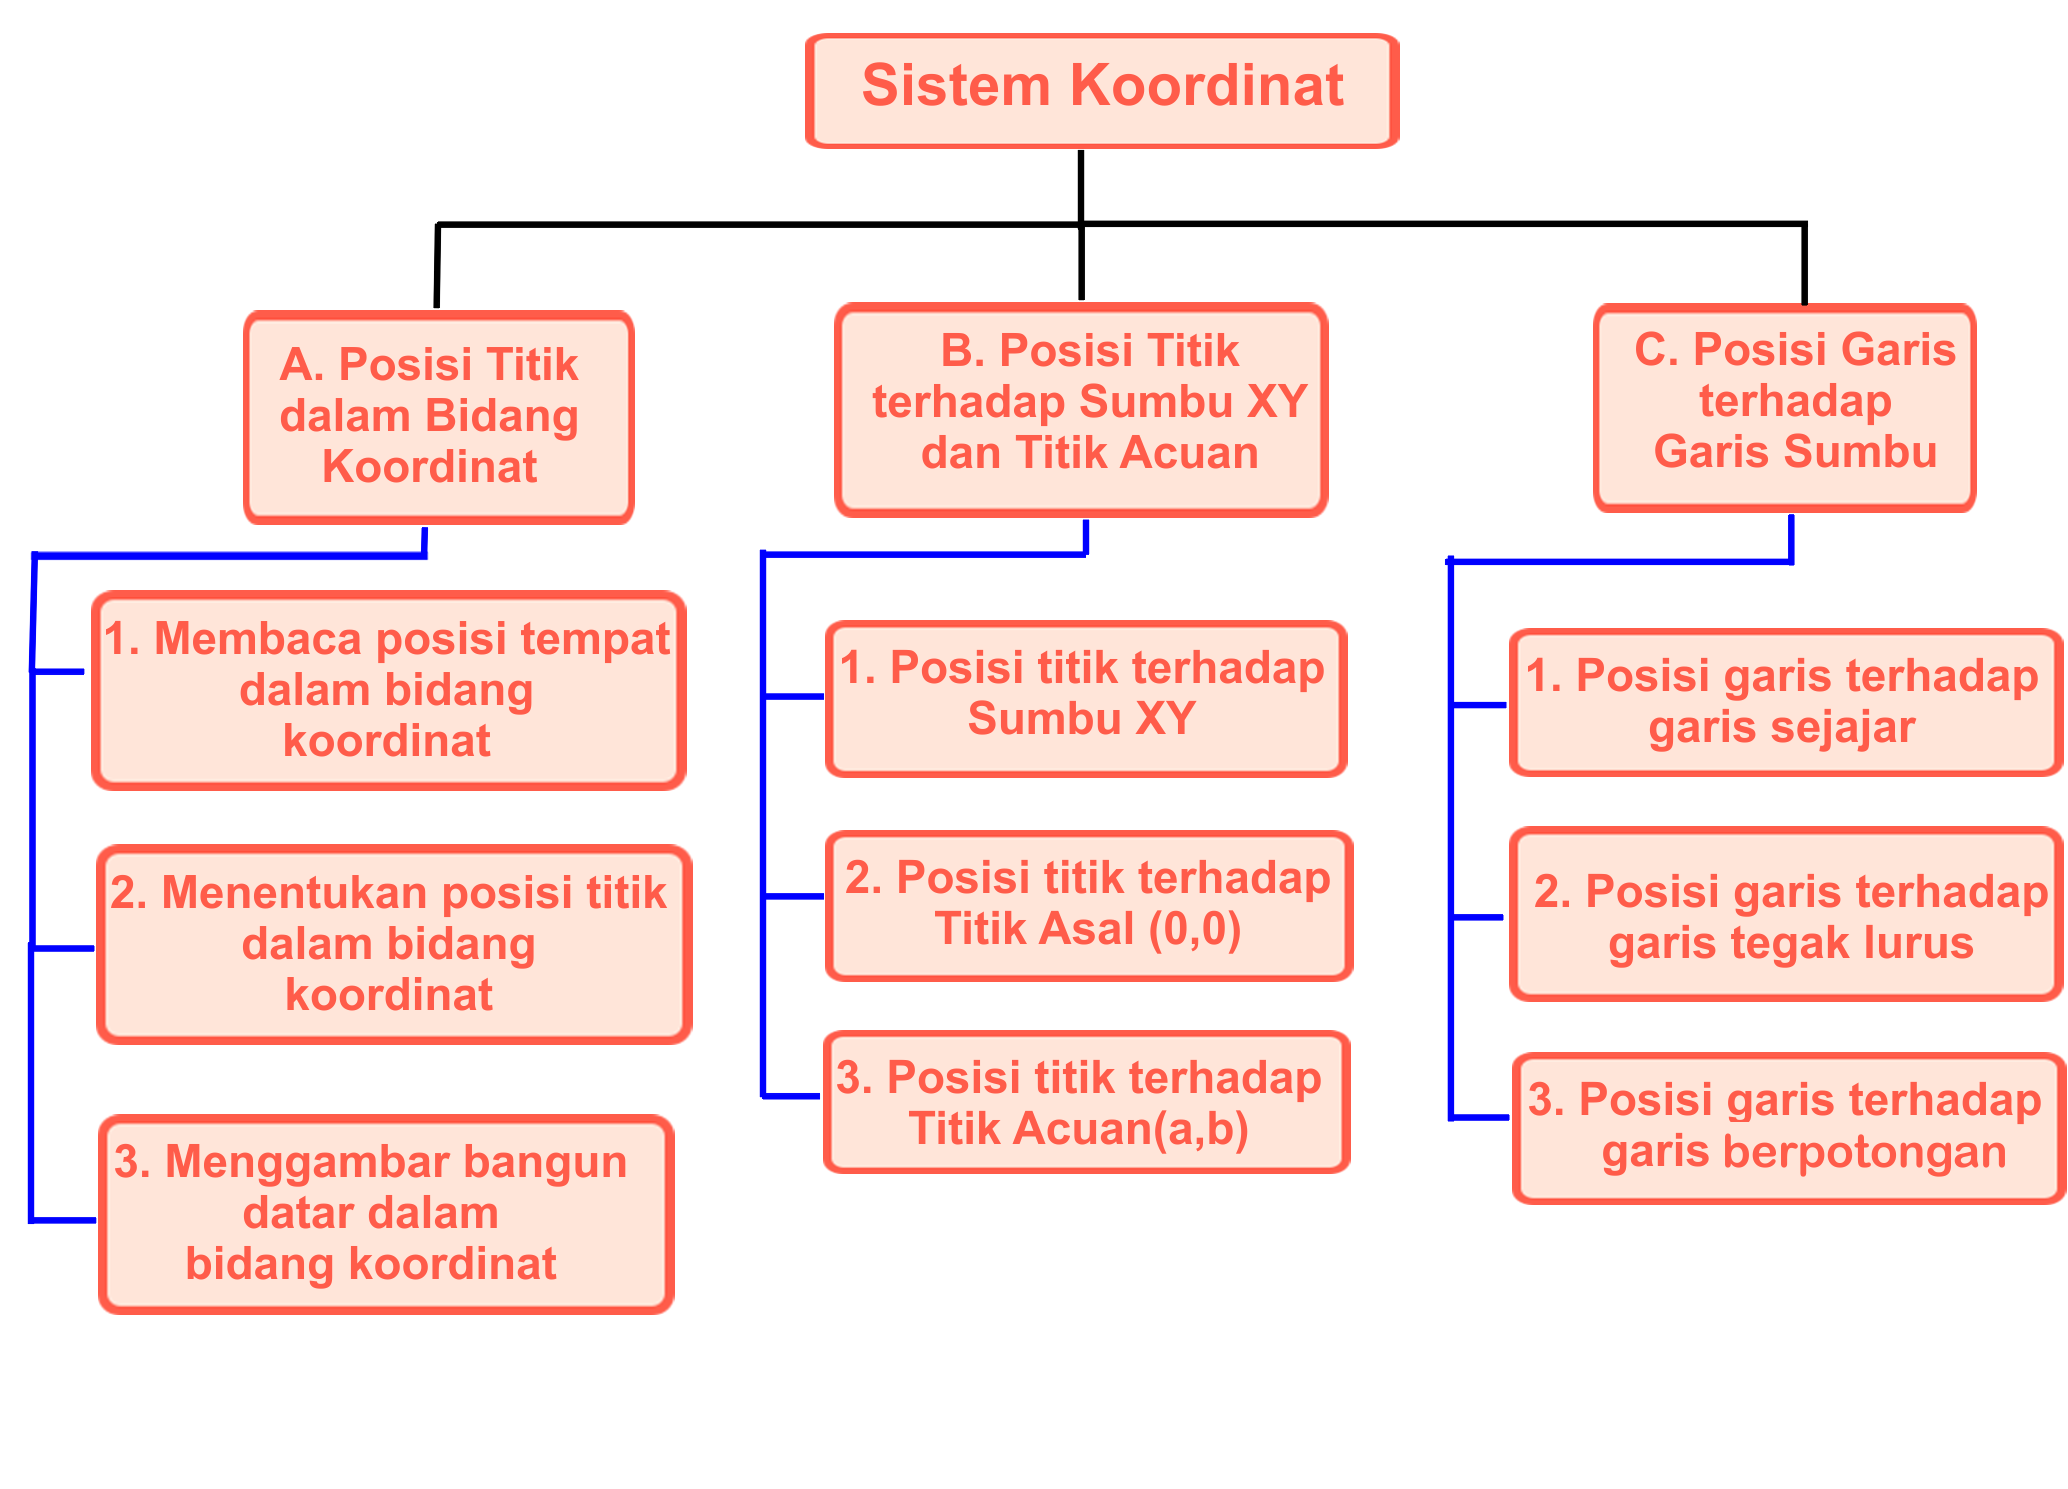 Sistem Koordinat
A. Posisi Titik
dalam Bidang
Koordinat
1. Membaca posisi tempat
dalam bidang
koordinat
2. Menentukan posisi titik
dalam bidang
koordinat
3. Menggambar bangun
datar dalam
bidang koordinat
B. Posisi Titik
terhadap Sumbu XY
dan Titik Acuan
1. Posisi titik terhadap
Sumbu XY
2. Posisi titik terhadap
Titik Asal (0,0)
3. Posisi titik terhadap
Titik Acuan(a,b)
C. Posisi Garis
terhadap
Garis Sumbu
1. Posisi garis terhadap
garis sejajar
2. Posisi garis terhadap
garis tegak lurus
3. Posisi garis terhadap
garis berpotongan